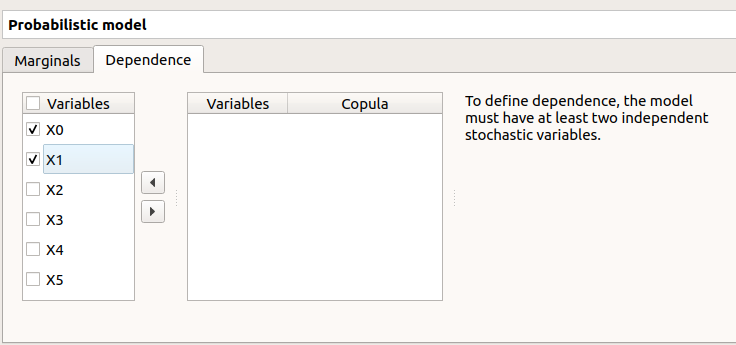 Probabilistic model
Marginals
Dependence
Variables
X0
X1
X2
X3
X4
X5
Variables
Copula
To define dependence, the model
must have at least two independent
stochastic variables.